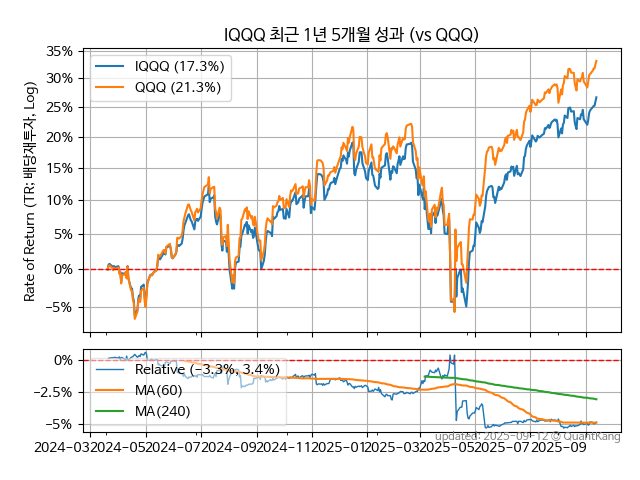 IQQQ 최근 1년 5개월 성과 (vs QQQ)
Rate of Return (TR: 배당재투자, Log)
35%
30%
25%
20%
15%
10%
5%
0%
−5%
IQQQ (17.3%)
QQQ (21.3%)
0%
−2.5%
−5%
Relative (−3.3%, 3.4%)
MA(60)
MA(240)
updated: 2025-09-12 © QuantKang
2024-03 2024-05 2024-07 2024-09 2024-11 2025-01 2025-03 2025-05 2025-07 2025-09